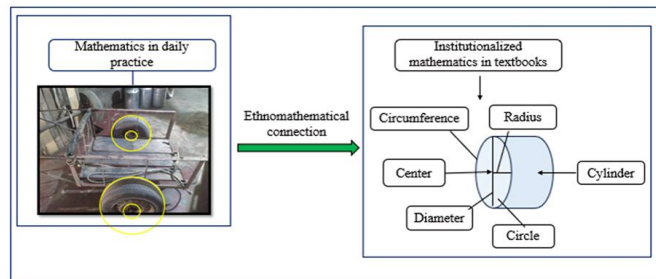 Mathematics in daily
practice
Ethnomathematical
connection
Institutionalized
mathematics in textbooks
Circumference
Radius
Center
Cylinder
Diameter
Circle